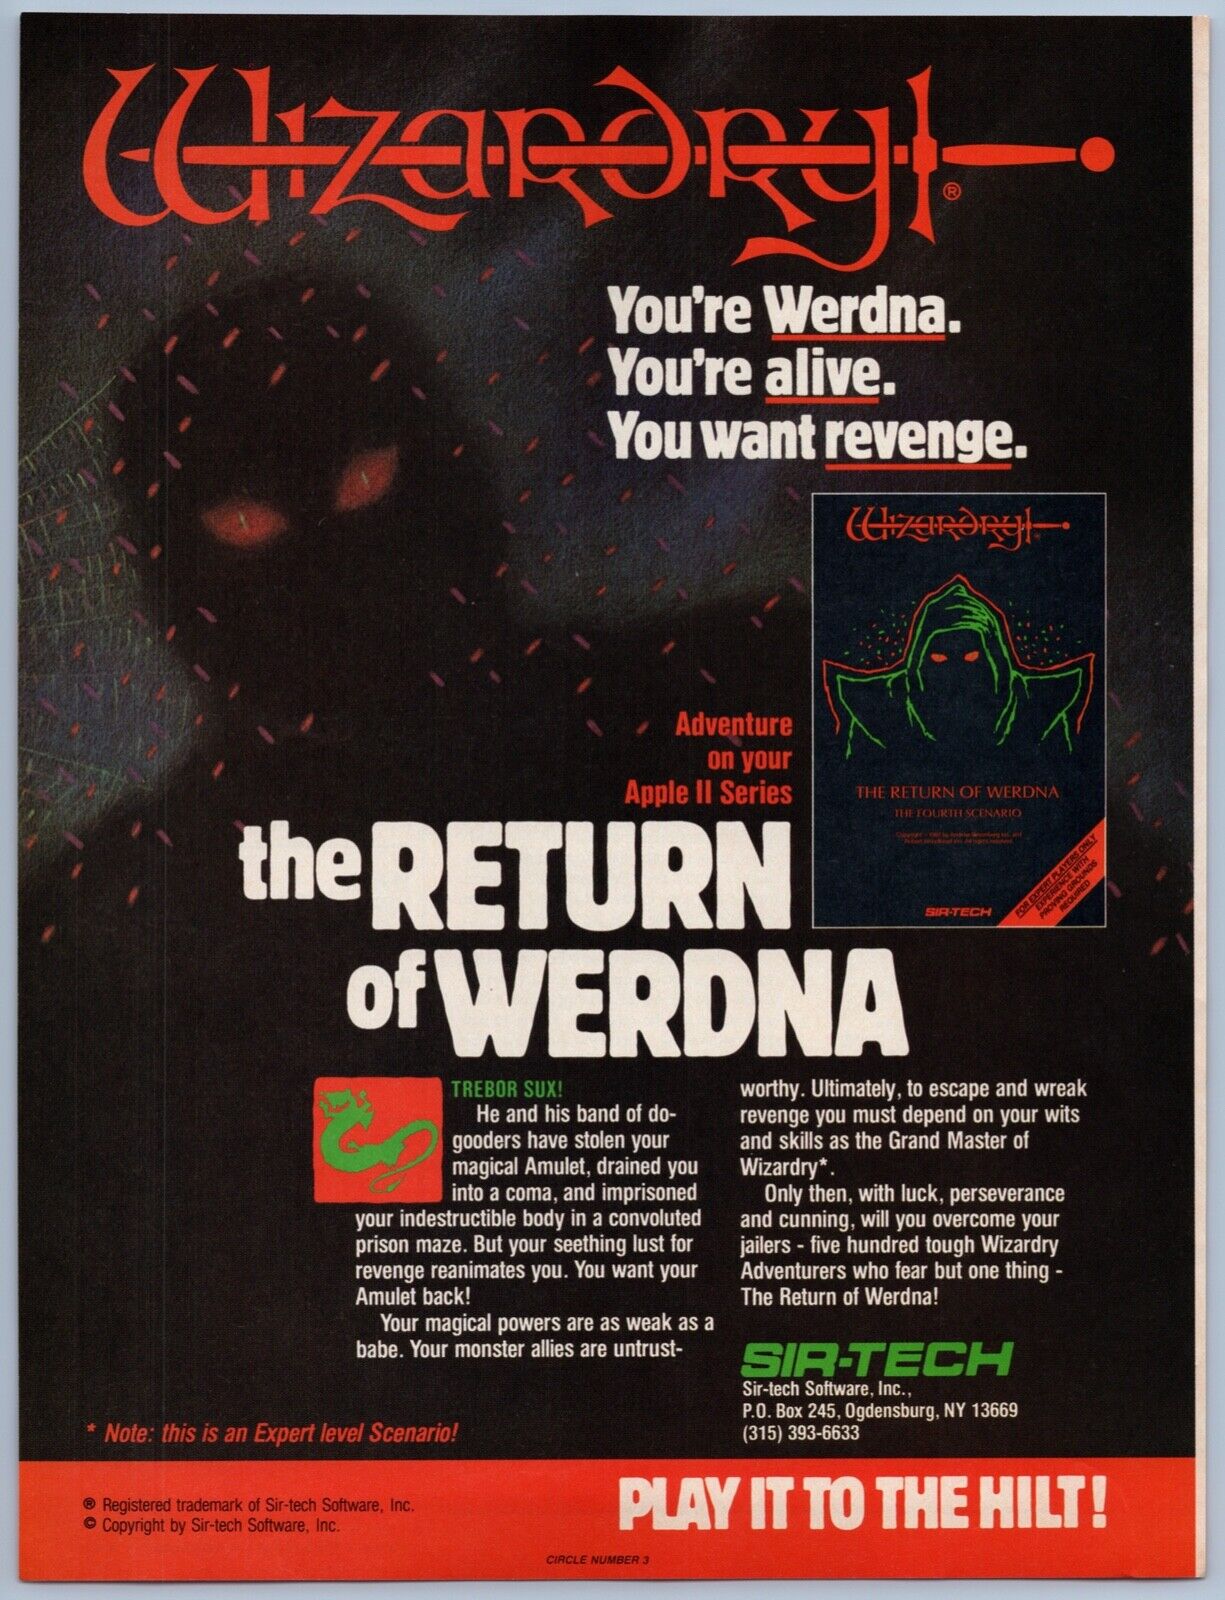 Wizardry®
You're Werdna.
You're alive.
You want revenge.
Wizardry
THE RETURN OF WERDNA
THE FOURTH SCENARIO
FOR EXPERT PLAYERS ONLY
EXPERIENCE WITH
PROVING GROUNDS
REQUIRED
SIR-TECH
Adventure
on your
Apple II Series
the RETURN
of WERDNA
TREBOR SUX!
He and his band of do-
gooders have stolen your
magical Amulet, drained you
into a coma, and imprisoned
your indestructible body in a convoluted
prison maze. But your seething lust for
revenge reanimates you. You want your
Amulet back!
Your magical powers are as weak as a
babe. Your monster allies are untrust-
worthy. Ultimately, to escape and wreak
revenge you must depend on your wits
and skills as the Grand Master of
Wizardry*.
Only then, with luck, perseverance
and cunning, will you overcome your
jailers - five hundred tough Wizardry
Adventurers who fear but one thing -
The Return of Werdna!
SIR-TECH
Sir-tech Software, Inc.,
P.O. Box 245, Ogdensburg, NY 13669
(315) 393-6633
* Note: this is an Expert level Scenario!
® Registered trademark of Sir-tech Software, Inc.
© Copyright by Sir-tech Software, Inc.
PLAY IT TO THE HILT!
CIRCLE NUMBER 3